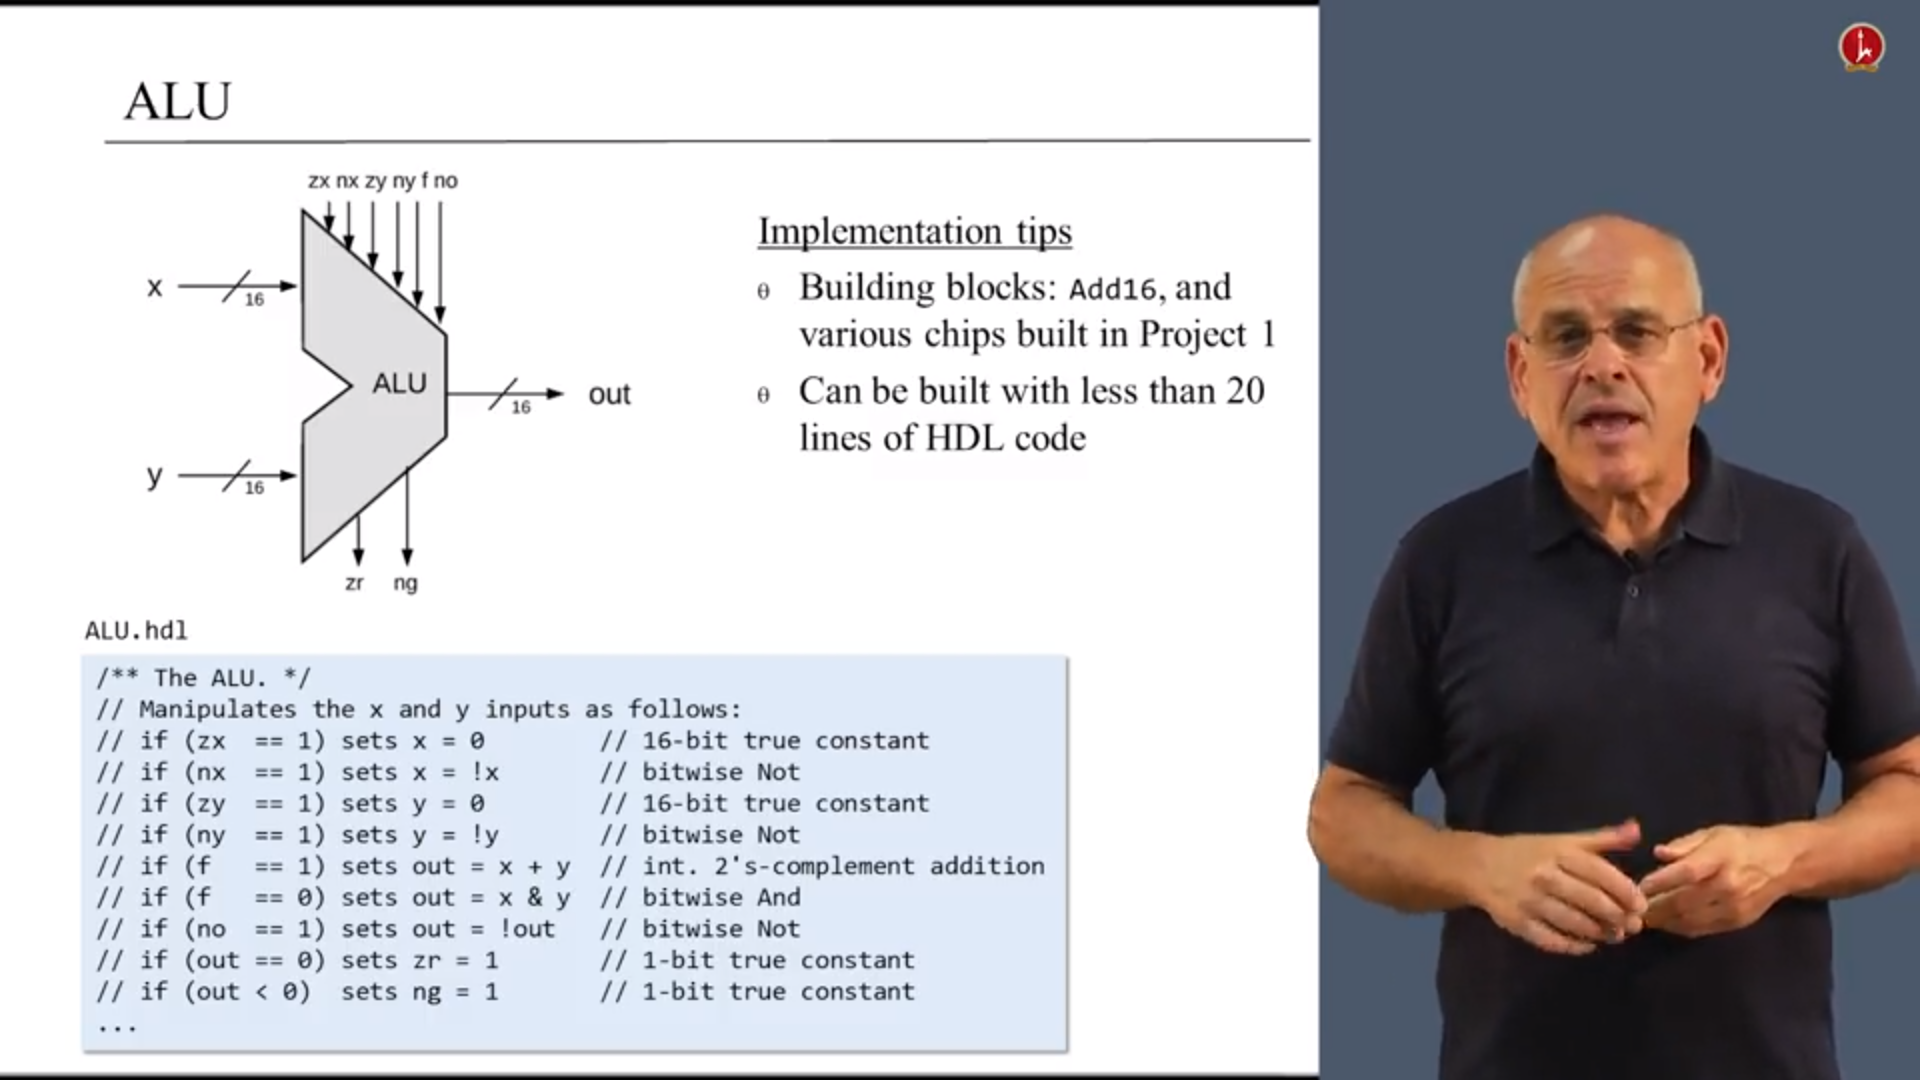 ALU
zx nx zy ny f no
x
16
ALU
16
out
y
16
zr ng
Implementation tips
θ Building blocks: Add16, and
various chips built in Project 1
θ Can be built with less than 20
lines of HDL code
ALU.hdl
/** The ALU. */
// Manipulates the x and y inputs as follows:
// if (zx == 1) sets x = 0 // 16-bit true constant
// if (nx == 1) sets x = !x // bitwise Not
// if (zy == 1) sets y = 0 // 16-bit true constant
// if (ny == 1) sets y = !y // bitwise Not
// if (f == 1) sets out = x + y // int. 2's-complement addition
// if (f == 0) sets out = x & y // bitwise And
// if (no == 1) sets out = !out // bitwise Not
// if (out == 0) sets zr = 1 // 1-bit true constant
// if (out < 0) sets ng = 1 // 1-bit true constant
...